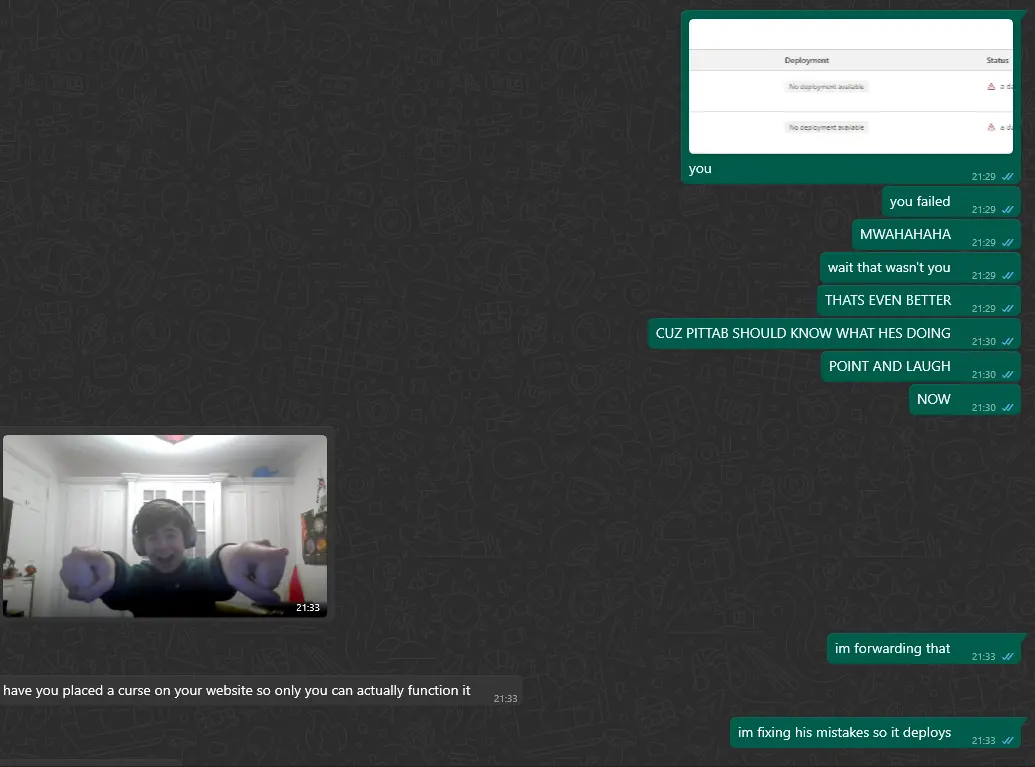 Deployment Status
No deployment available a da
No deployment available a da
you
21:29
you failed
21:29
MWAHAHAHA
21:29
wait that wasn't you
21:29
THATS EVEN BETTER
21:29
CUZ PITTAB SHOULD KNOW WHAT HES DOING
21:30
POINT AND LAUGH
21:30
NOW
21:30
21:33
im forwarding that
21:33
have you placed a curse on your website so only you can actually function it
21:33
im fixing his mistakes so it deploys
21:33